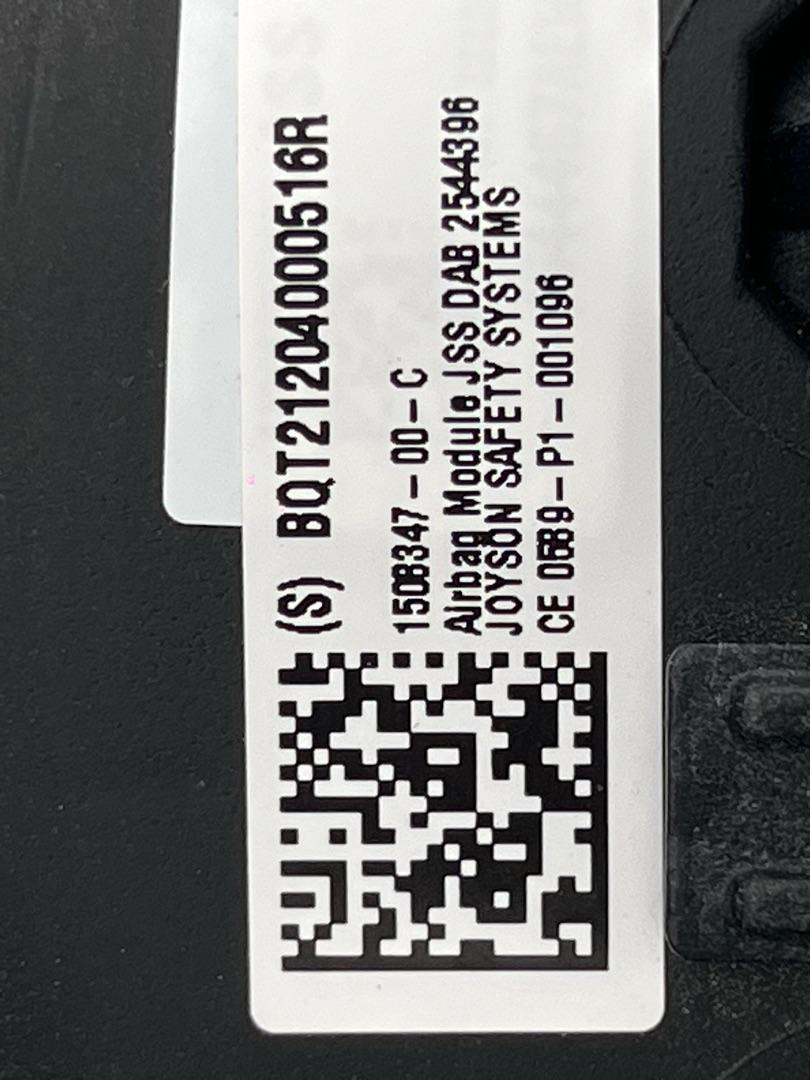 (S) BQT21204000516R
1508347-00-C
Airbag Module JSS DAB 2544396
JOYSON SAFETY SYSTEMS
CE 0589-P1-001096